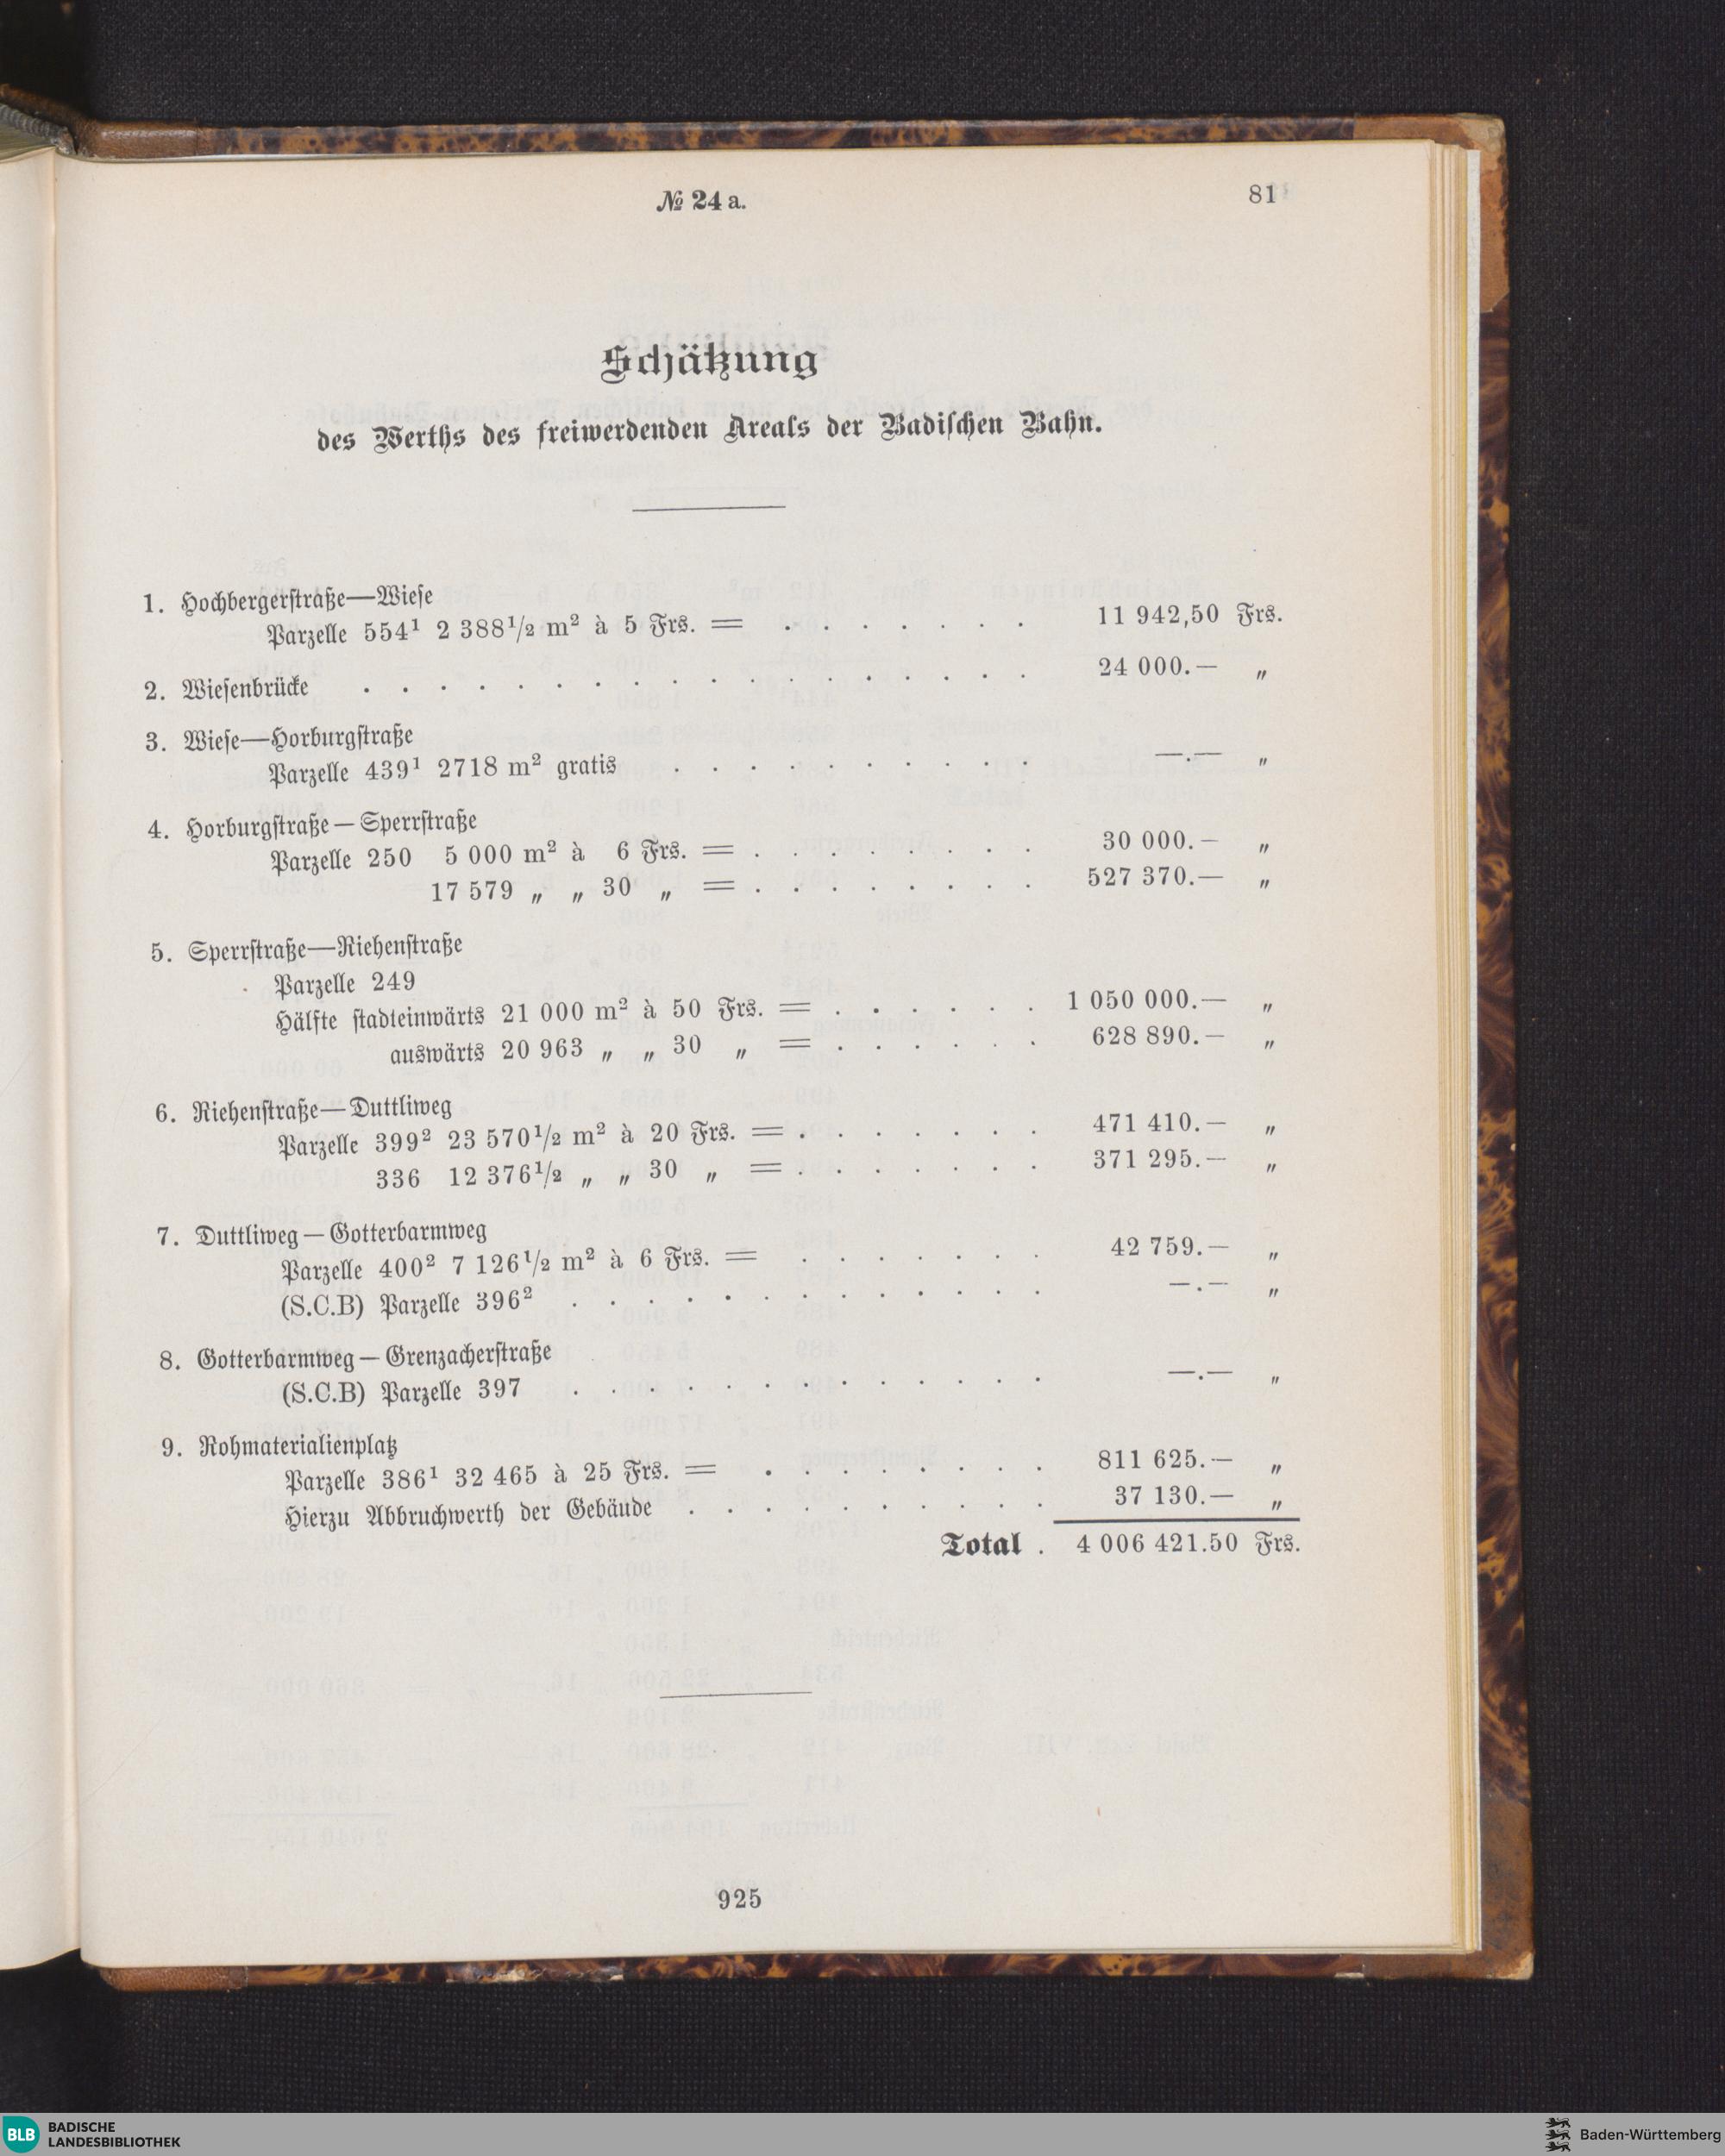 № 24 a.
81
Schätzung
des Werths des freiwerdenden Areals der Badischen Bahn.
1. Hochbergerstraße—Wiese
Parzelle 554¹ 2 388½ m² à 5 Frs. = . . . . . . . 11 942,50 Frs.
2. Wiesenbrücke . . . . . . . . . . . . . . . . . . 24 000.— „
3. Wiese—Horburgstraße
Parzelle 439¹ 2718 m² gratis . . . . . . . . . . —.— „
4. Horburgstraße — Sperrstraße
Parzelle 250 5 000 m² à 6 Frs. = . . . . . . . . 30 000.— „
17 579 „ „ 30 „ = . . . . . . . . 527 370.— „
5. Sperrstraße—Riehenstraße
Parzelle 249
Hälfte stadteinwärts 21 000 m² à 50 Frs. = . . . . . . 1 050 000.— „
auswärts 20 963 „ „ 30 „ = . . . . . . 628 890.— „
6. Riehenstraße—Duttliweg
Parzelle 399² 23 570½ m² à 20 Frs. = . . . . . . . 471 410.— „
336 12 376½ „ „ 30 „ = . . . . . . . 371 295.— „
7. Duttliweg — Gotterbarmweg
Parzelle 400² 7 126½ m² à 6 Frs. = . . . . . . . 42 759.— „
(S.C.B) Parzelle 396² . . . . . . . . . . . . . —.— „
8. Gotterbarmweg — Grenzacherstraße
(S.C.B) Parzelle 397 . . . . . . . . . . . . . —.— „
9. Rohmaterialienplatz
Parzelle 386¹ 32 465 à 25 Frs. = . . . . . . . . 811 625.— „
Hierzu Abbruchwerth der Gebäude . . . . . . . . . . 37 130.— „
Total . 4 006 421.50 Frs.
925
BLB BADISCHE
LANDESBIBLIOTHEK
Baden-Württemberg